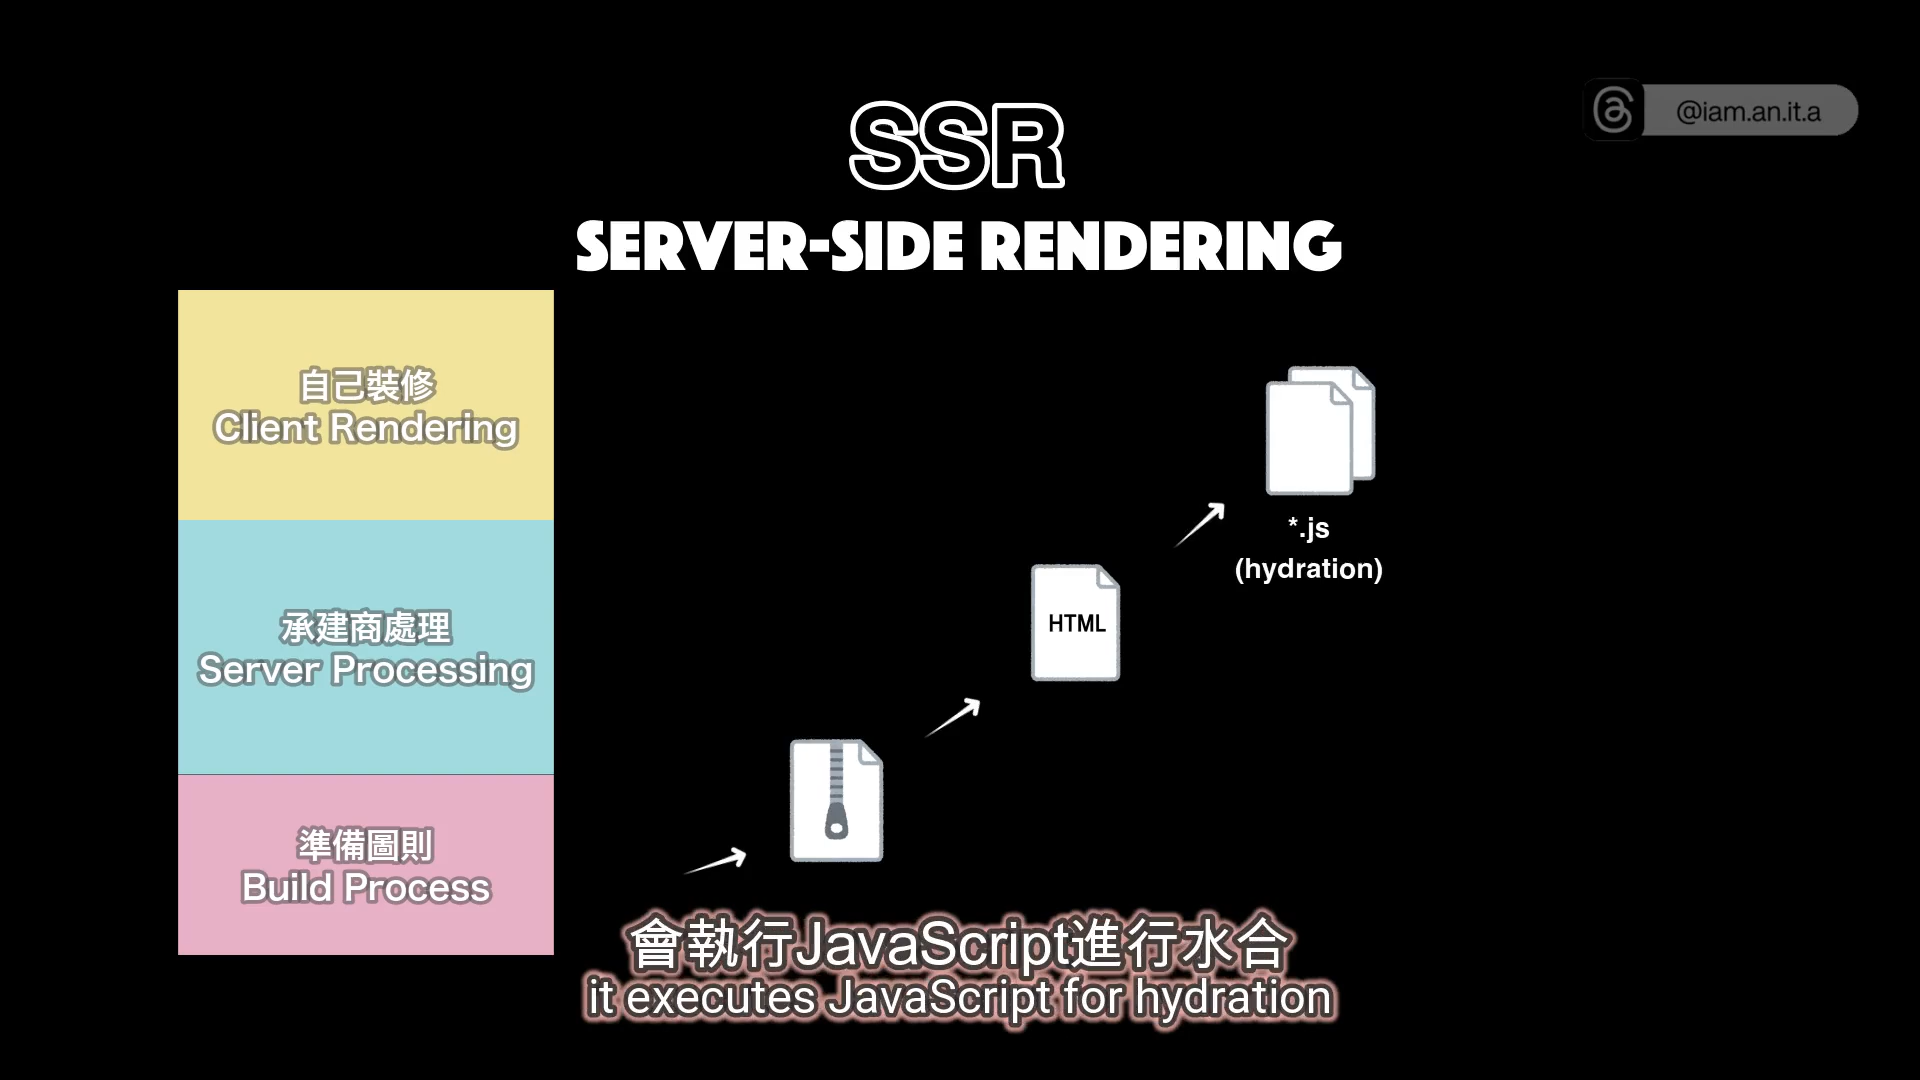 SSR
SERVER-SIDE RENDERING
@iam.an.it.a
自己裝修
Client Rendering
承建商處理
Server Processing
準備圖則
Build Process
*.js
(hydration)
HTML
會執行JavaScript進行水合
it executes JavaScript for hydration